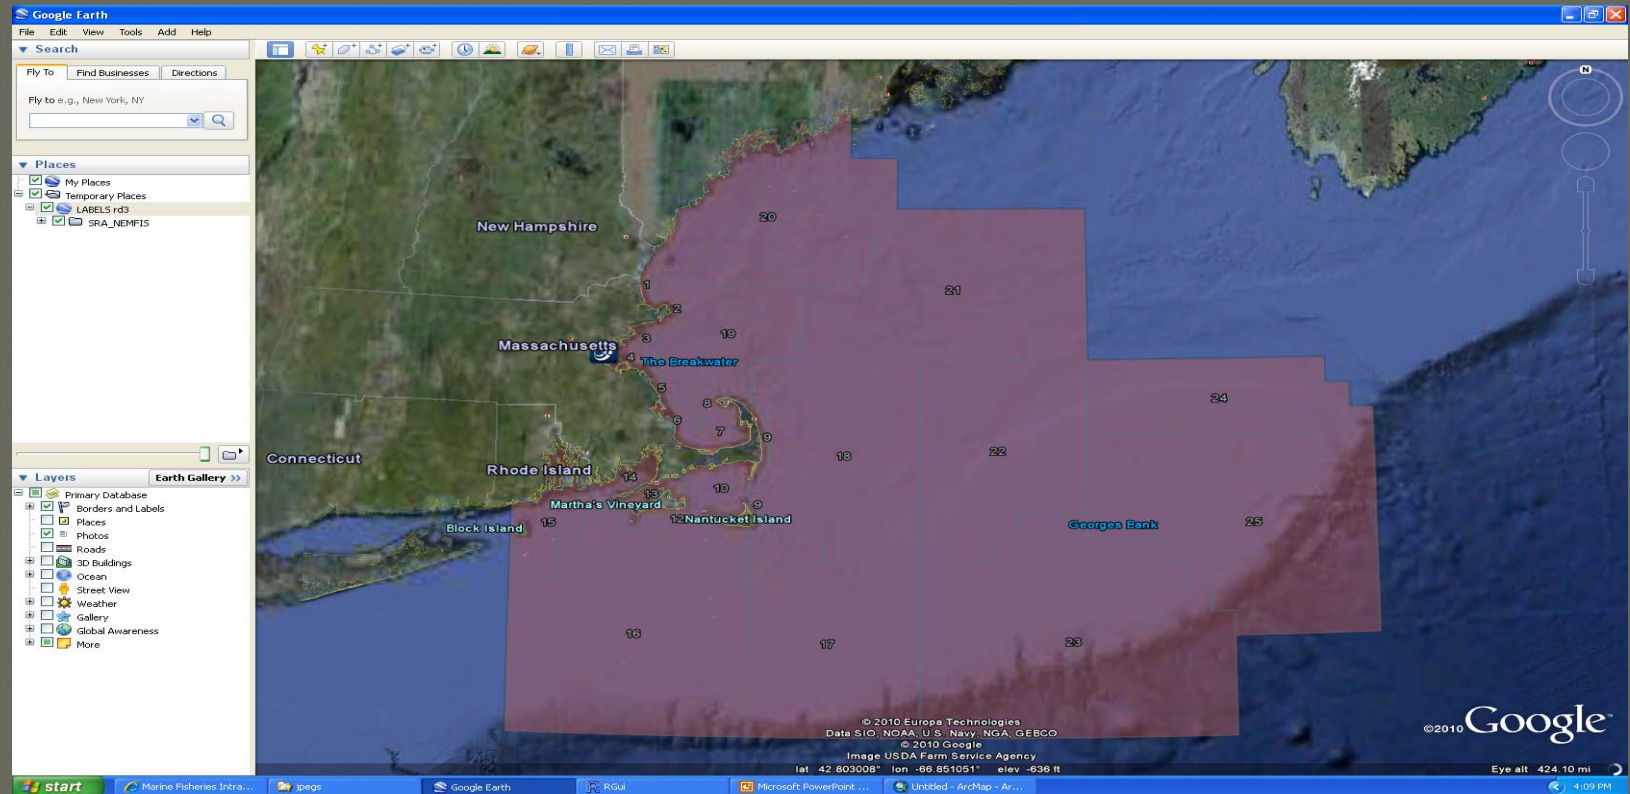 Google Earth
File Edit View Tools Add Help
Search
Fly To Find Businesses Directions
Fly to e.g., New York, NY
Places
My Places
Temporary Places
LABELS rd3
SRA_NEMFIS
Layers Earth Gallery >>
Primary Database
Borders and Labels
Places
Photos
Roads
3D Buildings
Ocean
Street View
Weather
Gallery
Global Awareness
More
N
20
New Hampshire
1
21
2
3
19
Massachusetts
4
The Breakwater
5
24
8
6
7
9
18
22
Connecticut
Rhode Island
14
10
13
Martha's Vineyard
9
12
Nantucket Island
15
Block Island
Georges Bank
25
16
17
23
© 2010 Europa Technologies
Data SIO, NOAA, U.S. Navy, NGA, GEBCO
© 2010 Google
Image USDA Farm Service Agency
©2010 Google
lat 42.803008° lon -66.851051° elev -636 ft
Eye alt 424.10 mi
start Marine Fisheries Intra... jpegs Google Earth RGui Microsoft PowerPoint ... Untitled - ArcMap - Ar... 4:09 PM